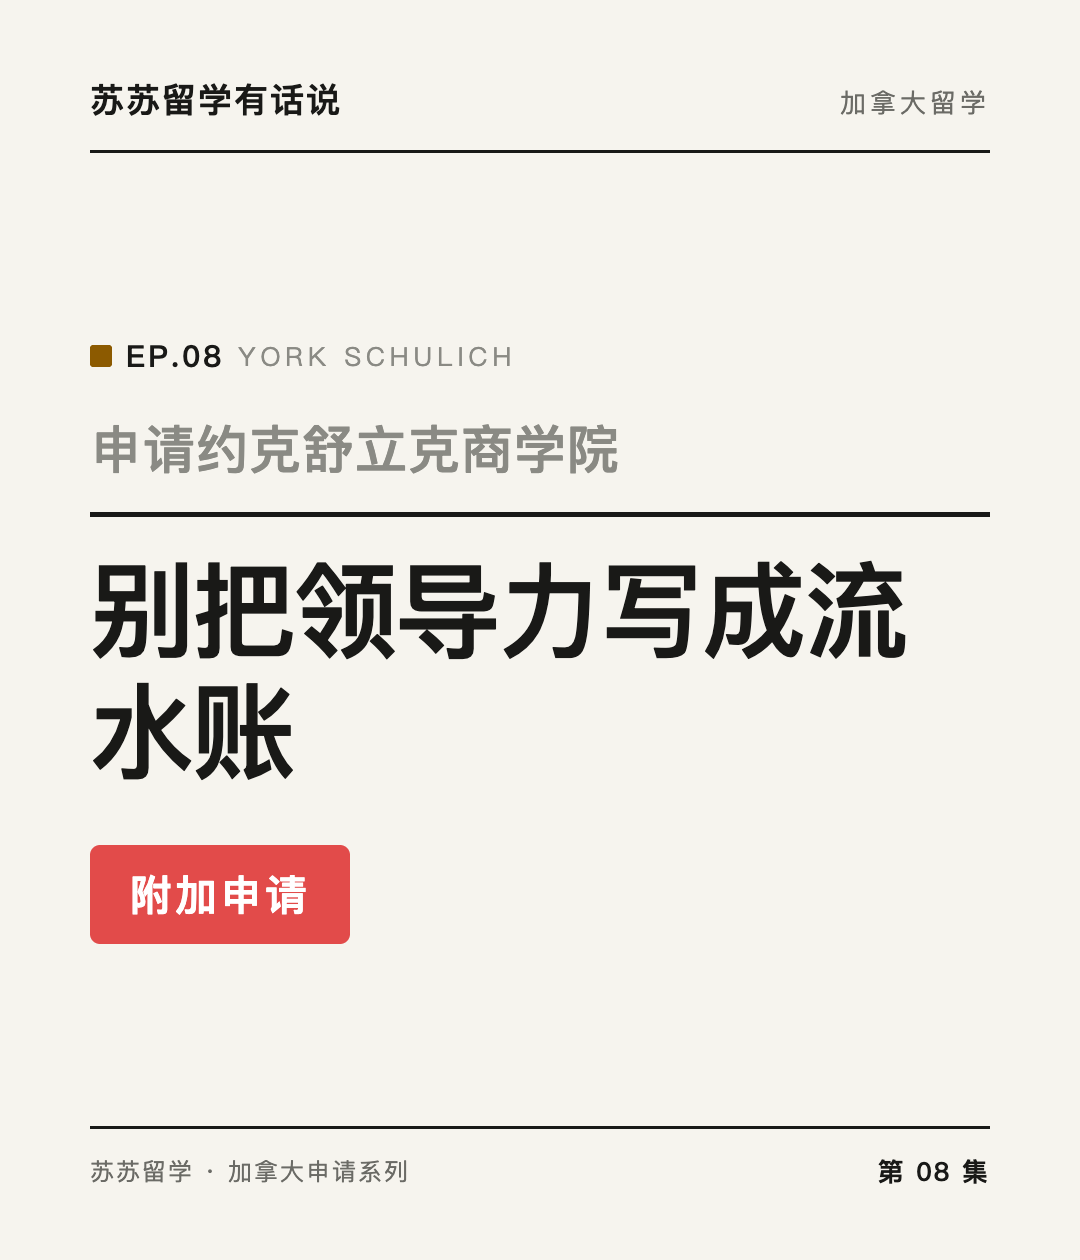 苏苏留学有话说
加拿大留学
EP.08 YORK SCHULICH
申请约克舒立克商学院
别把领导力写成流
水账
附加申请
苏苏留学 · 加拿大申请系列
第 08 集